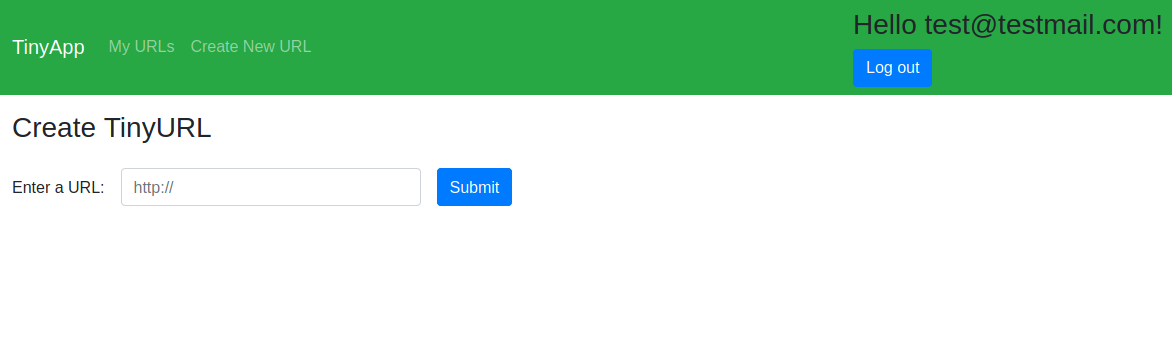 TinyApp My URLs Create New URL
Hello test@testmail.com!
Log out
Create TinyURL
Enter a URL: http:// Submit